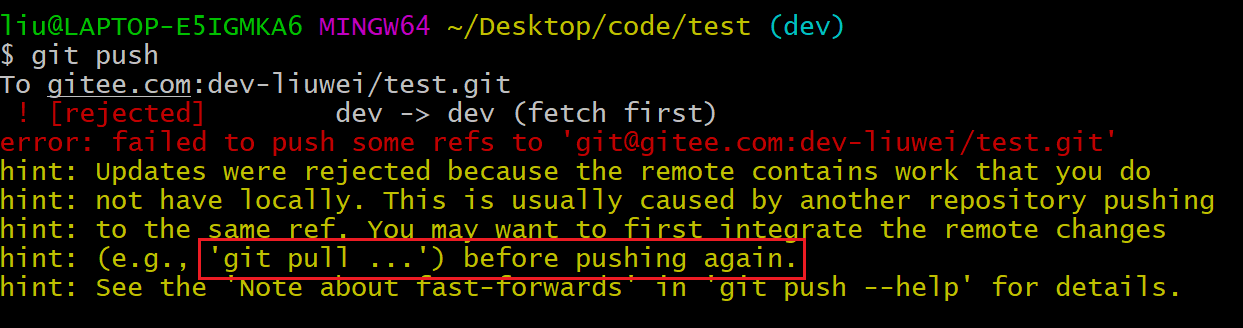 liu@LAPTOP-E5IGMKA6 MINGW64 ~/Desktop/code/test (dev)
$ git push
To gitee.com:dev-liuwei/test.git
 ! [rejected]        dev -> dev (fetch first)
error: failed to push some refs to 'git@gitee.com:dev-liuwei/test.git'
hint: Updates were rejected because the remote contains work that you do
hint: not have locally. This is usually caused by another repository pushing
hint: to the same ref. You may want to first integrate the remote changes
hint: (e.g., 'git pull ...') before pushing again.
hint: See the 'Note about fast-forwards' in 'git push --help' for details.